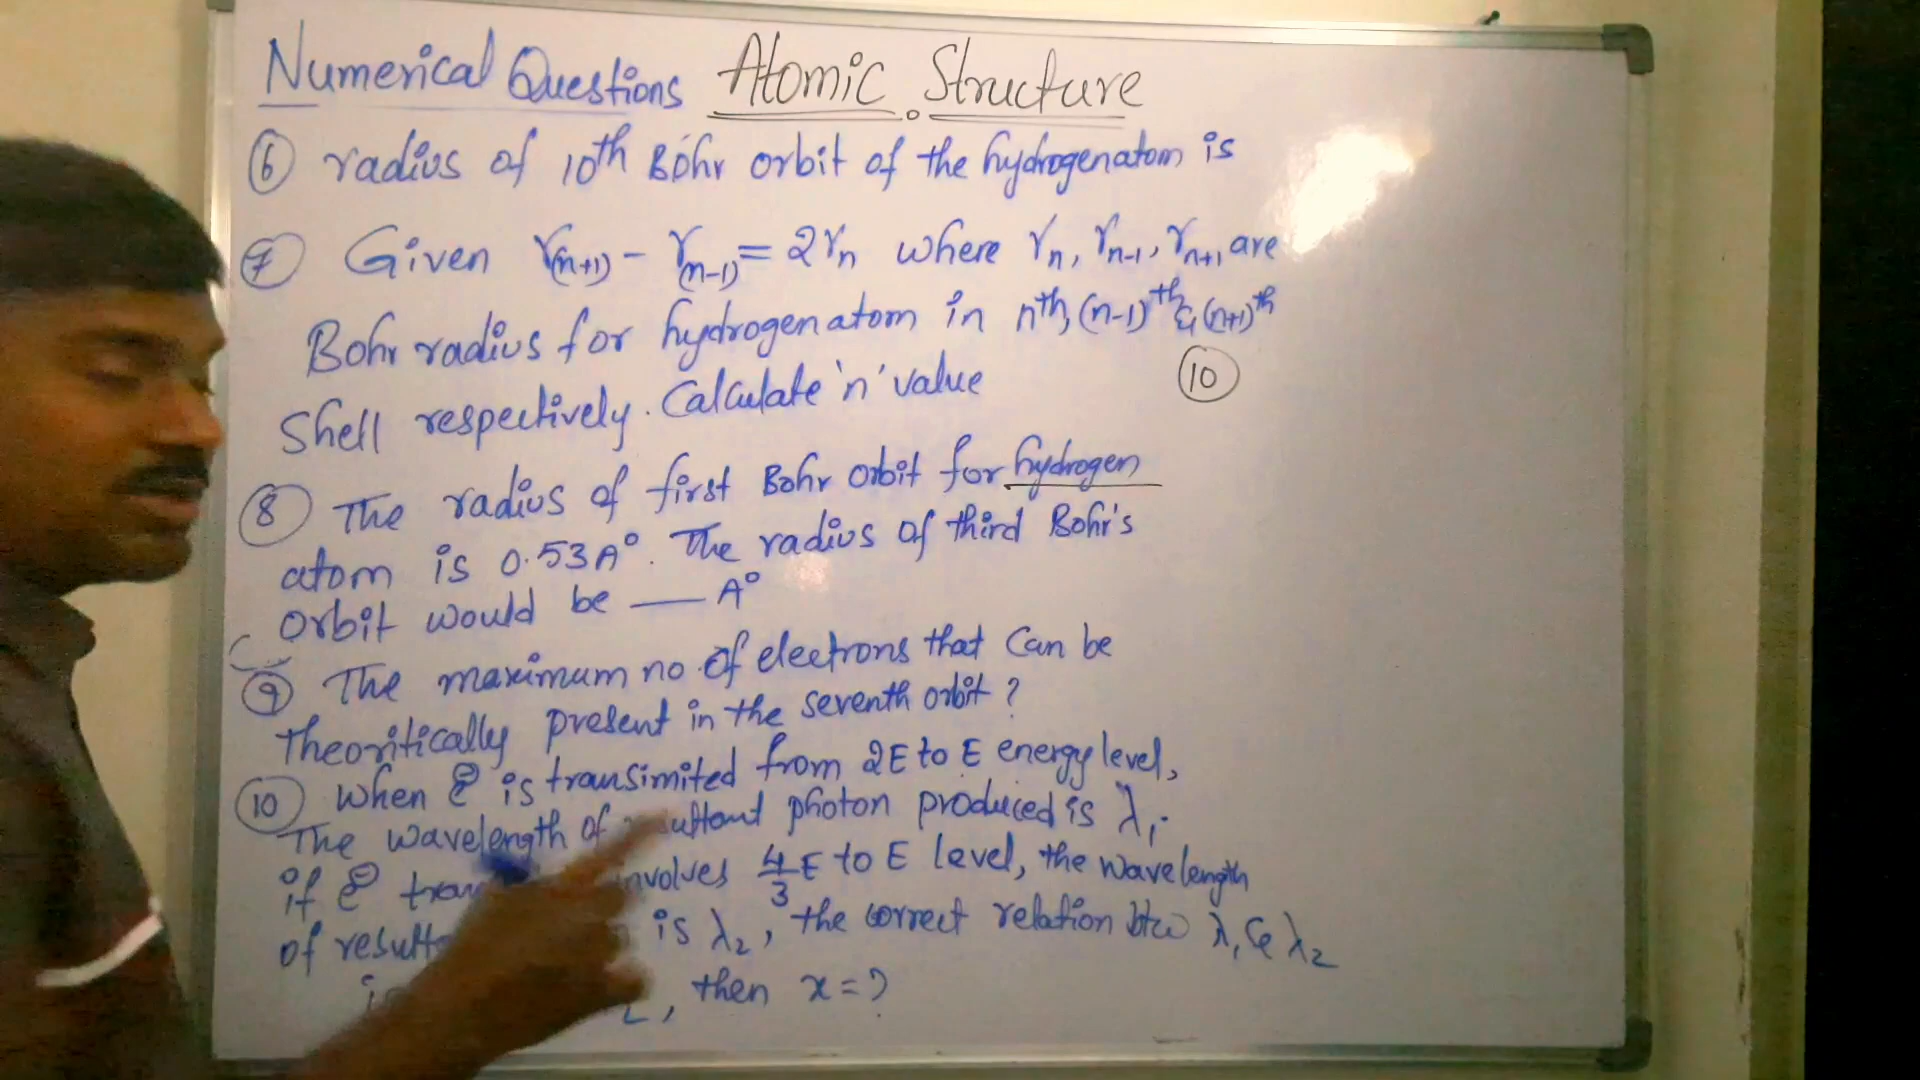 Numerical Questions Atomic Structure
⑥ radius of 10th Bohr orbit of the hydrogen atom is
⑦ Given r(n+1) - r(n-1) = 2rn where rn, rn-1, rn+1 are
Bohr radius for hydrogen atom in nth, (n-1)th & (n+1)th
Shell respectively. Calculate 'n' value
⑩
⑧ The radius of first Bohr orbit for hydrogen
atom is 0.53A°. The radius of third Bohr's
orbit would be — A°
⑨ The maximum no. of electrons that can be
theoritically present in the seventh orbit?
⑩ When e⊖ is transimited from 2E to E energy level,
The wavelength of photon produced is λ1.
if e⊖ 4/3 E to E level, the wavelength
of is λ2, the correct relation btw λ1 & λ2
, then x = ?